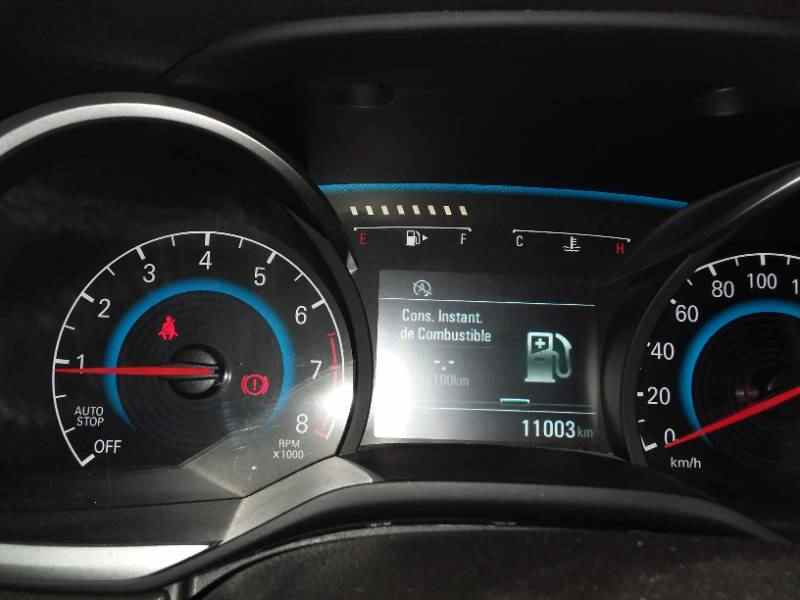 E F C H
Cons. Instant.
de Combustible
100km
11003km
1 2 3 4 5 6 7 8
AUTO
STOP
OFF
RPM
x1000
0 20 40 60 80 100
km/h